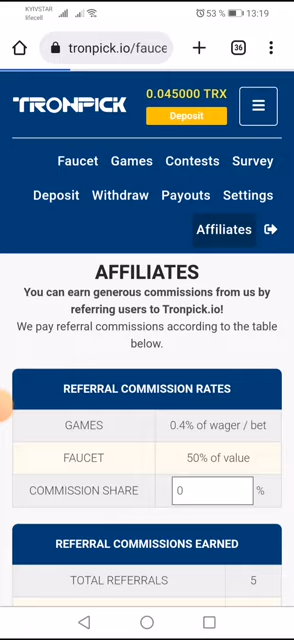 KYIVSTAR
lifecell
53 % 13:19
tronpick.io/fauce
36
TRONPICK
0.045000 TRX
Deposit
Faucet Games Contests Survey
Deposit Withdraw Payouts Settings
Affiliates
AFFILIATES
You can earn generous commissions from us by
referring users to Tronpick.io!
We pay referral commissions according to the table
below.
REFERRAL COMMISSION RATES
GAMES 0.4% of wager / bet
FAUCET 50% of value
COMMISSION SHARE 0 %
REFERRAL COMMISSIONS EARNED
TOTAL REFERRALS 5